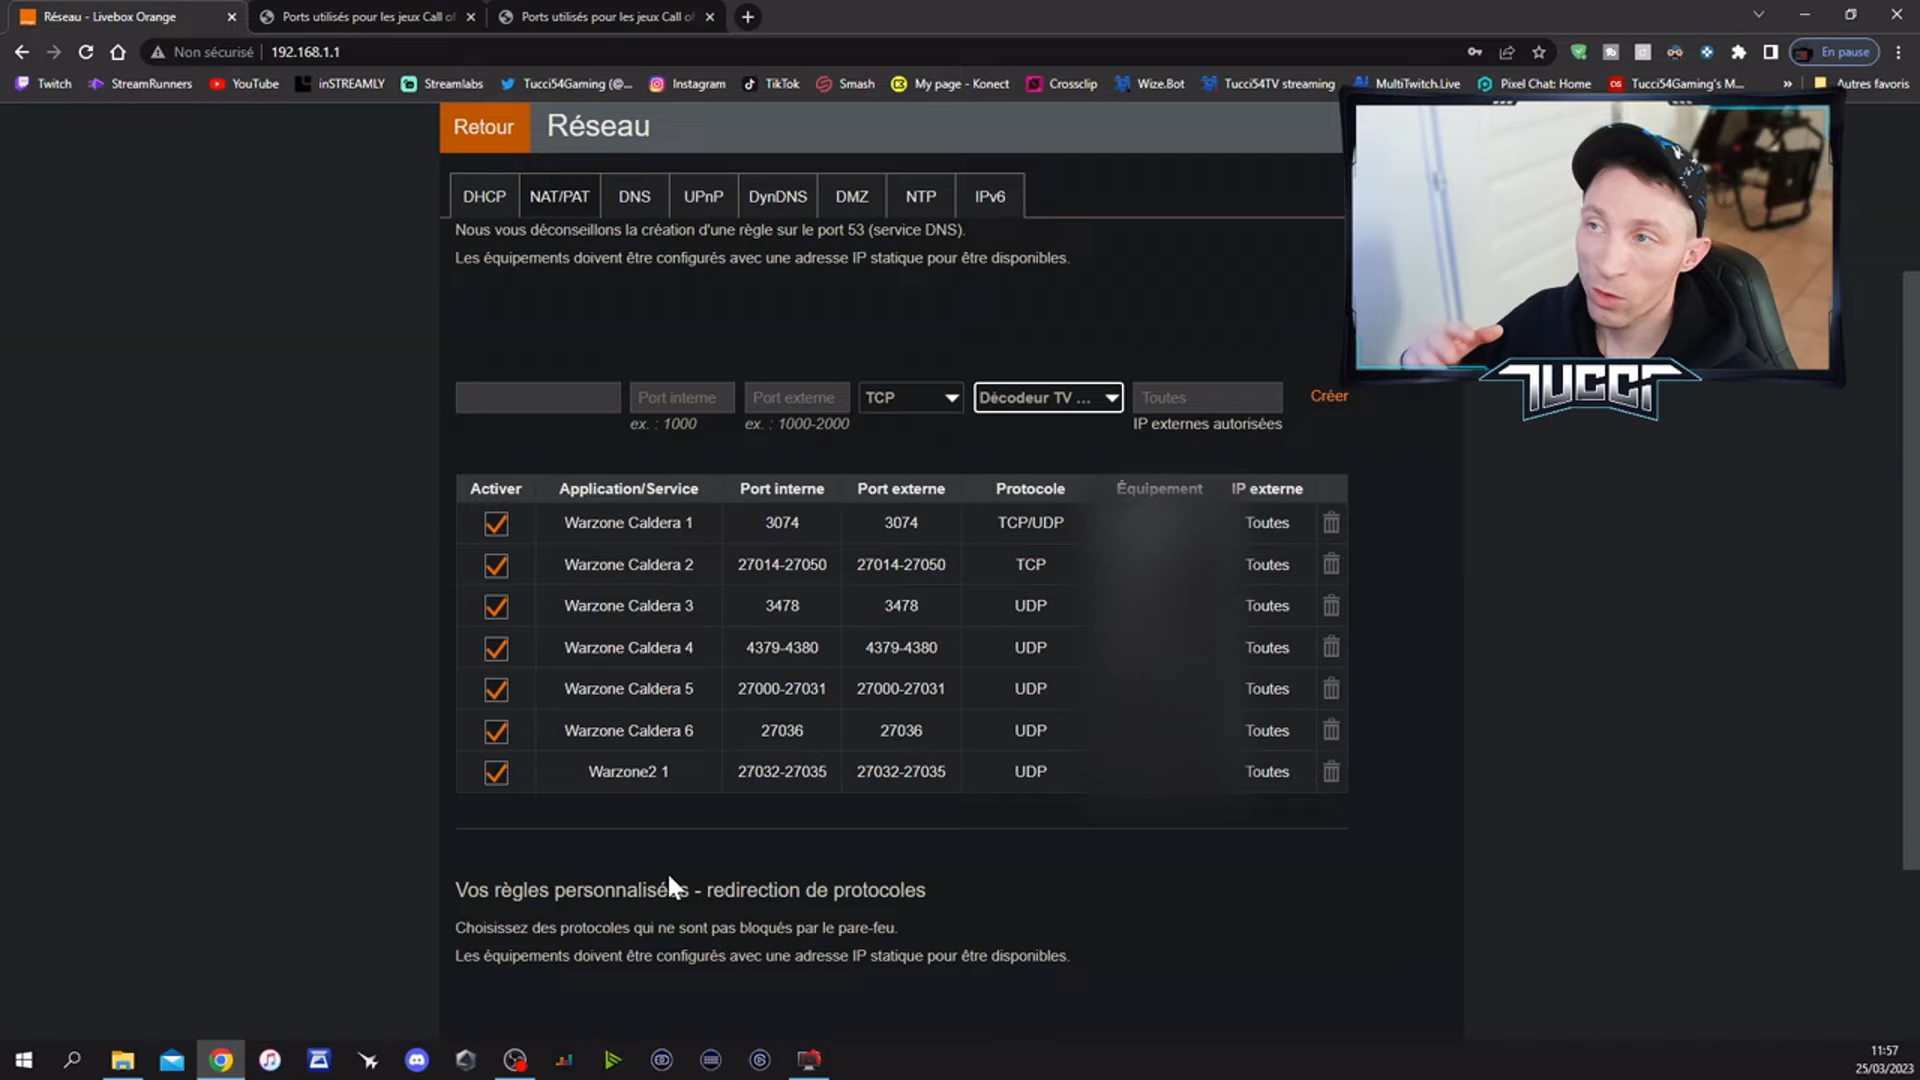 Réseau - Livebox Orange
Ports utilisés pour les jeux Call of
Ports utilisés pour les jeux Call of
Non sécurisé
192.168.1.1
En pause
Twitch
StreamRunners
YouTube
inSTREAMLY
Streamlabs
Tucci54Gaming (@...
Instagram
TikTok
Smash
My page - Konect
Crossclip
Wize.Bot
Tucci54TV streaming
MultiTwitch.Live
Pixel Chat: Home
Tucci54Gaming's M...
»
Autres favoris
Retour
Réseau
DHCP NAT/PAT DNS UPnP DynDNS DMZ NTP IPv6
Nous vous déconseillons la création d'une règle sur le port 53 (service DNS).
Les équipements doivent être configurés avec une adresse IP statique pour être disponibles.
TUCCI
Port interne Port externe TCP Décodeur TV ... Toutes Créer
ex. : 1000 ex. : 1000-2000 IP externes autorisées
Activer Application/Service Port interne Port externe Protocole Équipement IP externe
Warzone Caldera 1 3074 3074 TCP/UDP Toutes
Warzone Caldera 2 27014-27050 27014-27050 TCP Toutes
Warzone Caldera 3 3478 3478 UDP Toutes
Warzone Caldera 4 4379-4380 4379-4380 UDP Toutes
Warzone Caldera 5 27000-27031 27000-27031 UDP Toutes
Warzone Caldera 6 27036 27036 UDP Toutes
Warzone2 1 27032-27035 27032-27035 UDP Toutes
Vos règles personnalisées - redirection de protocoles
Choisissez des protocoles qui ne sont pas bloqués par le pare-feu.
Les équipements doivent être configurés avec une adresse IP statique pour être disponibles.
11:57
25/03/2023